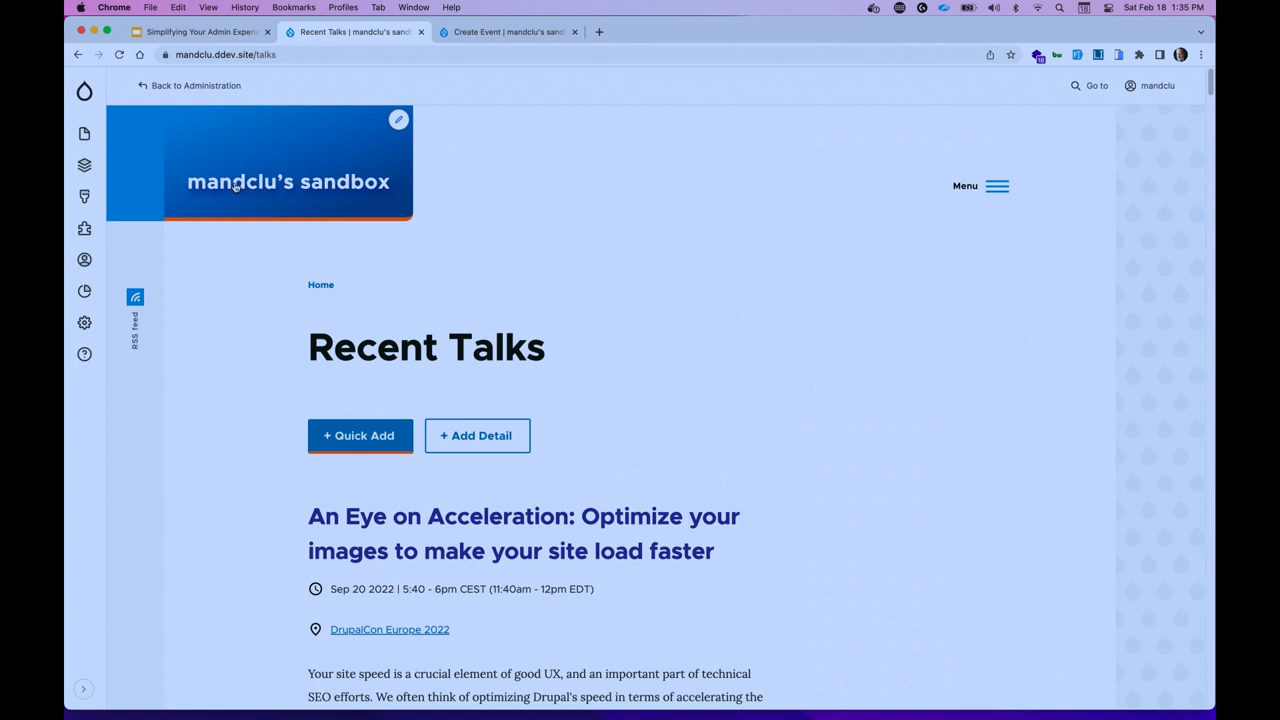 Chrome File Edit View History Bookmarks Profiles Tab Window Help Sat Feb 18 1:35 PM
Simplifying Your Admin Experi Recent Talks | mandclu's sand Create Event | mandclu's sand
mandclu.ddev.site/talks
Back to Administration Go to mandclu
mandclu's sandbox
Menu
Home
RSS feed
Recent Talks
+ Quick Add + Add Detail
An Eye on Acceleration: Optimize your
images to make your site load faster
Sep 20 2022 | 5:40 - 6pm CEST (11:40am - 12pm EDT)
DrupalCon Europe 2022
Your site speed is a crucial element of good UX, and an important part of technical
SEO efforts. We often think of optimizing Drupal's speed in terms of accelerating the